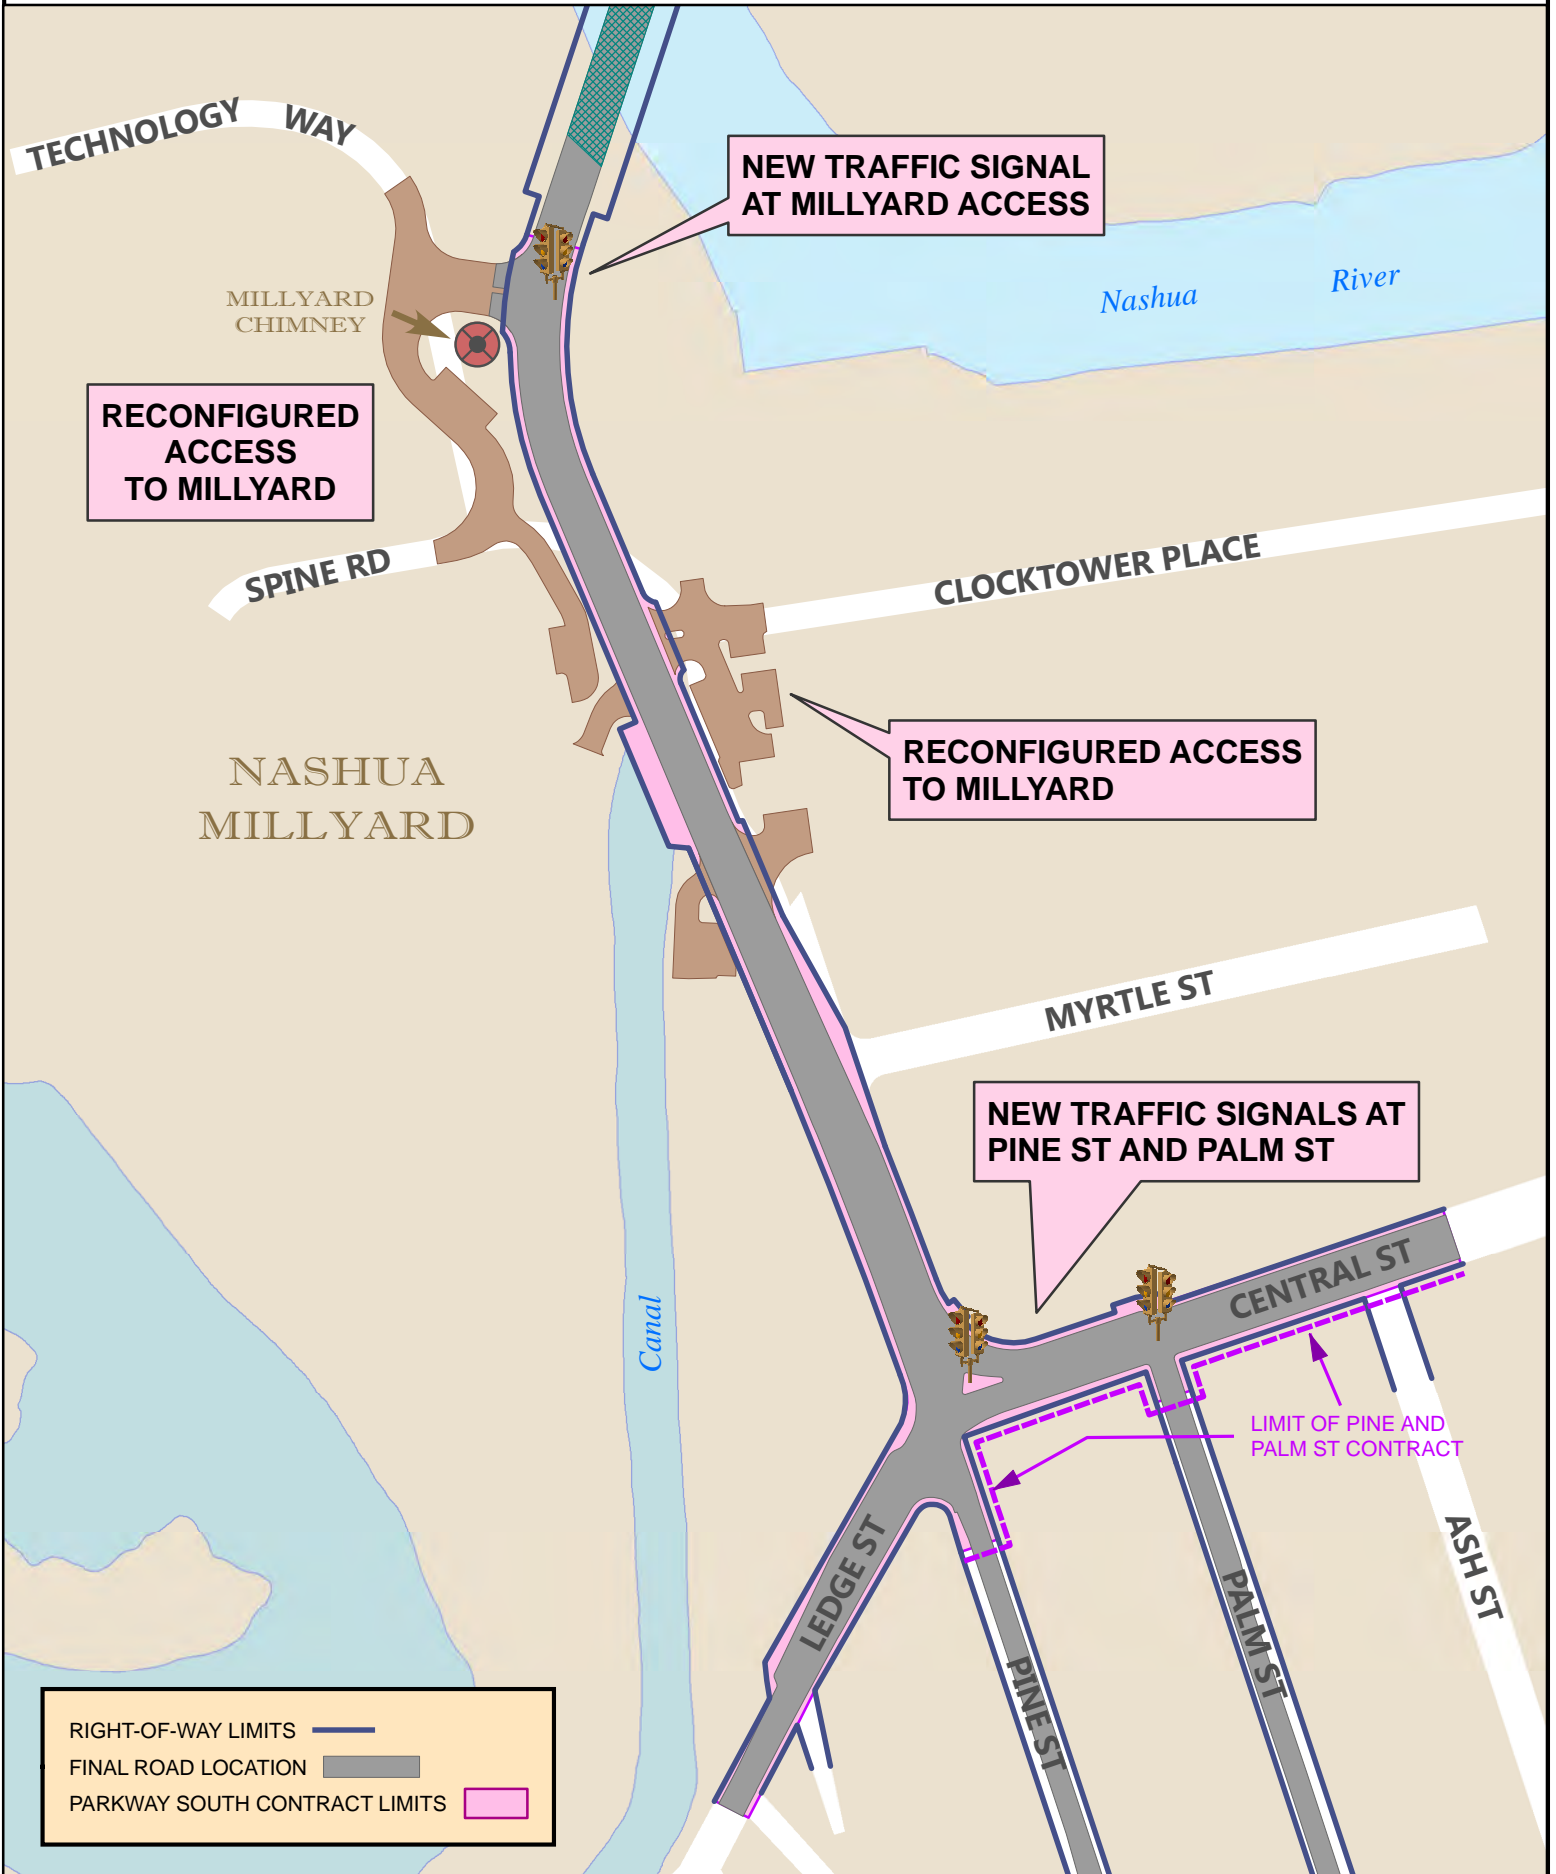 TECHNOLOGY WAY
NEW TRAFFIC SIGNAL
AT MILLYARD ACCESS
Nashua River
MILLYARD
CHIMNEY
RECONFIGURED
ACCESS
TO MILLYARD
SPINE RD
CLOCKTOWER PLACE
RECONFIGURED ACCESS
TO MILLYARD
NASHUA
MILLYARD
MYRTLE ST
NEW TRAFFIC SIGNALS AT
PINE ST AND PALM ST
CENTRAL ST
Canal
LIMIT OF PINE AND
PALM ST CONTRACT
LEDGE ST
ASH ST
PALM ST
PINE ST
RIGHT-OF-WAY LIMITS
FINAL ROAD LOCATION
PARKWAY SOUTH CONTRACT LIMITS